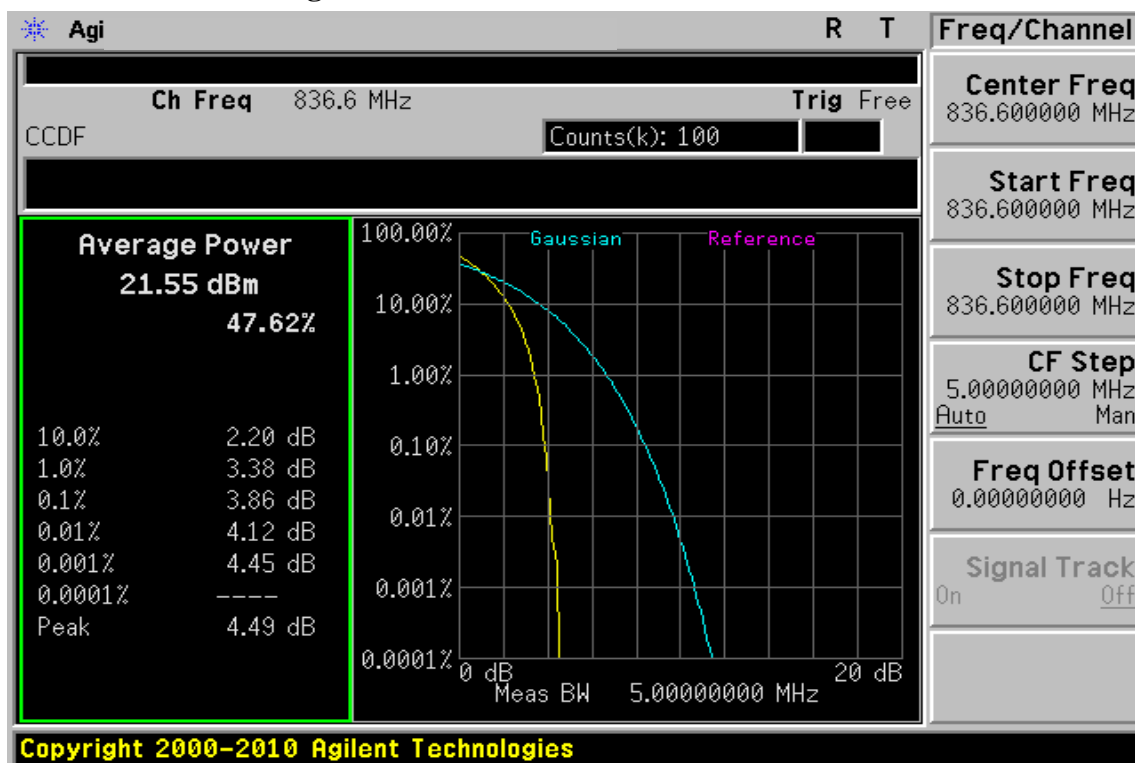 Agi
R T
Freq/Channel
Ch Freq 836.6 MHz
Trig Free
CCDF
Counts(k): 100
Average Power
21.55 dBm
47.62%
10.0% 2.20 dB
1.0% 3.38 dB
0.1% 3.86 dB
0.01% 4.12 dB
0.001% 4.45 dB
0.0001% ----
Peak 4.49 dB
100.00%
10.00%
1.00%
0.10%
0.01%
0.001%
0.0001%
Gaussian
Reference
0 dB
20 dB
Meas BW 5.00000000 MHz
Center Freq
836.600000 MHz
Start Freq
836.600000 MHz
Stop Freq
836.600000 MHz
CF Step
5.00000000 MHz
Auto Man
Freq Offset
0.00000000 Hz
Signal Track
On Off
Copyright 2000-2010 Agilent Technologies